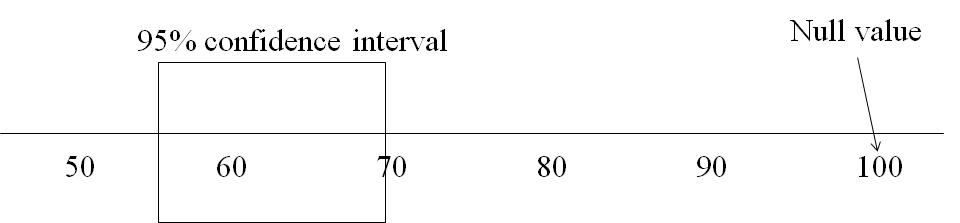 Null value
95% confidence interval
50 60 70 80 90 100